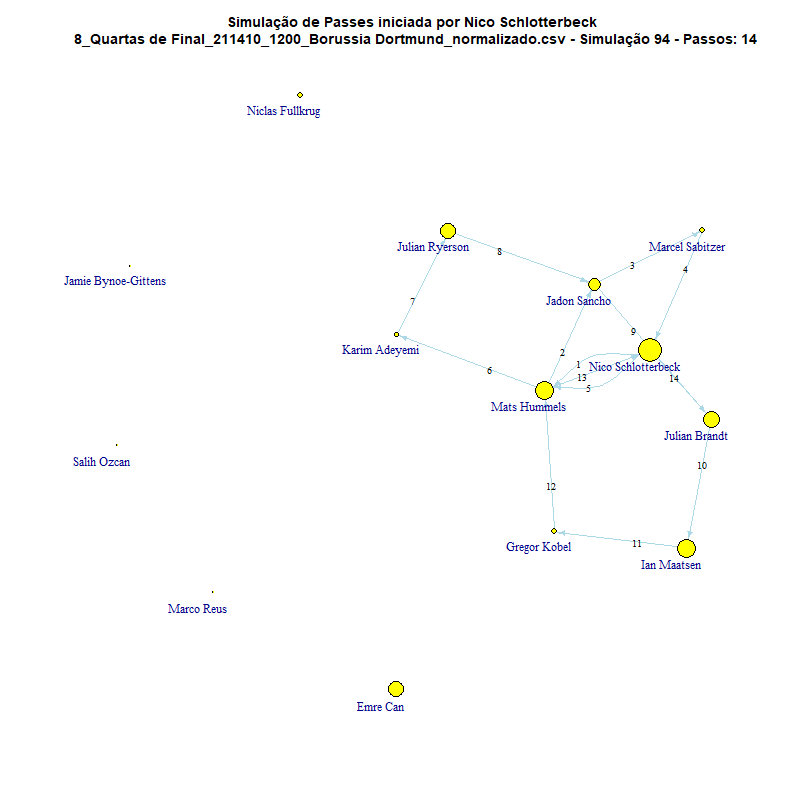 Simulação de Passes iniciada por Nico Schlotterbeck
8_Quartas de Final_211410_1200_Borussia Dortmund_normalizado.csv - Simulação 94 - Passos: 14
Niclas Fullkrug
Julian Ryerson
Marcel Sabitzer
8
3
4
Jamie Bynoe-Gittens
Jadon Sancho
7
9
Karim Adeyemi
2
1
Nico Schlotterbeck
6
13
14
5
Mats Hummels
Julian Brandt
Salih Ozcan
10
12
Gregor Kobel
11
Ian Maatsen
Marco Reus
Emre Can